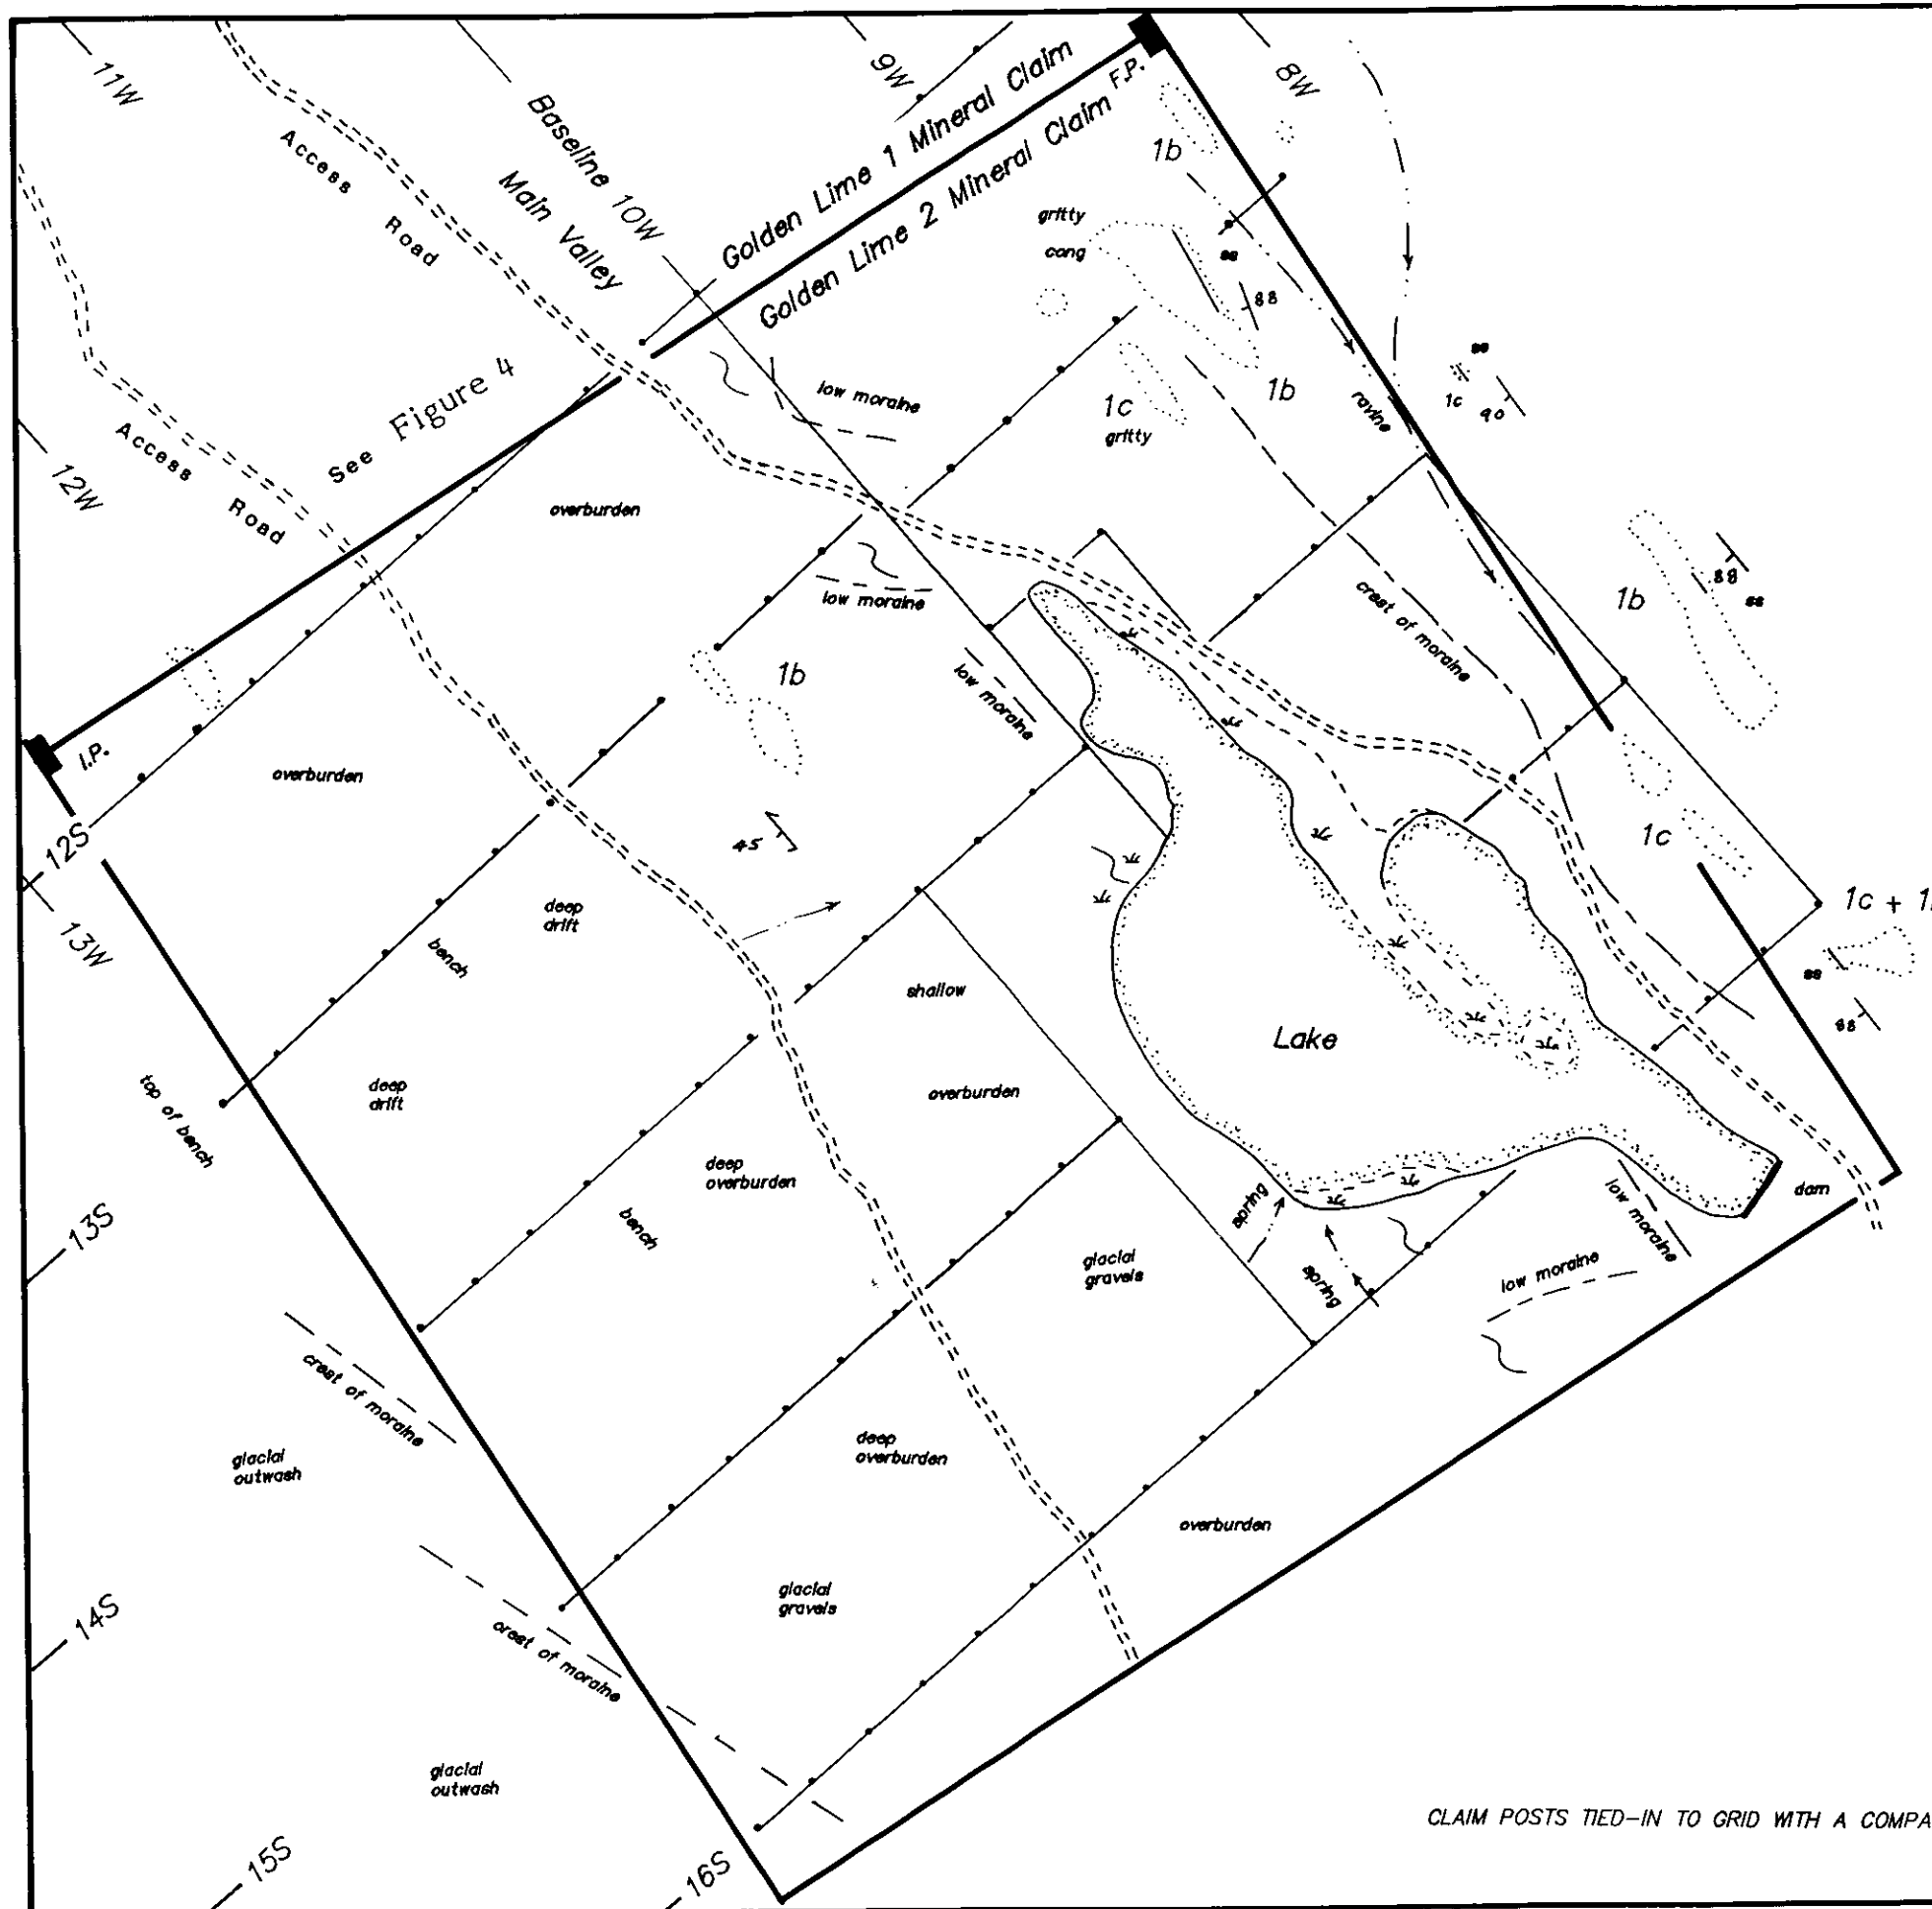 11W
Access
Road
Baseline 10W
Main Valley
9W
Golden Lime 1 Mineral Claim
Golden Lime 2 Mineral Claim
F.P.
8W
1b
gritty
cong
ss
88
1b
ravine
ss
1c
90
12W
Access
Road
See Figure 4
low moraine
1c
gritty
overburden
low moraine
1b
low moraine
crest of moraine
1b
88
ss
I.P.
overburden
12S
13W
45
1c
1c +
ss
88
deep
drift
bench
shallow
Lake
top of bench
deep
drift
overburden
deep
overburden
bench
13S
spring
spring
glacial
gravels
low moraine
low moraine
dam
crest of moraine
glacial
outwash
deep
overburden
overburden
14S
glacial
gravels
crest of moraine
glacial
outwash
15S
16S
CLAIM POSTS TIED-IN TO GRID WITH A